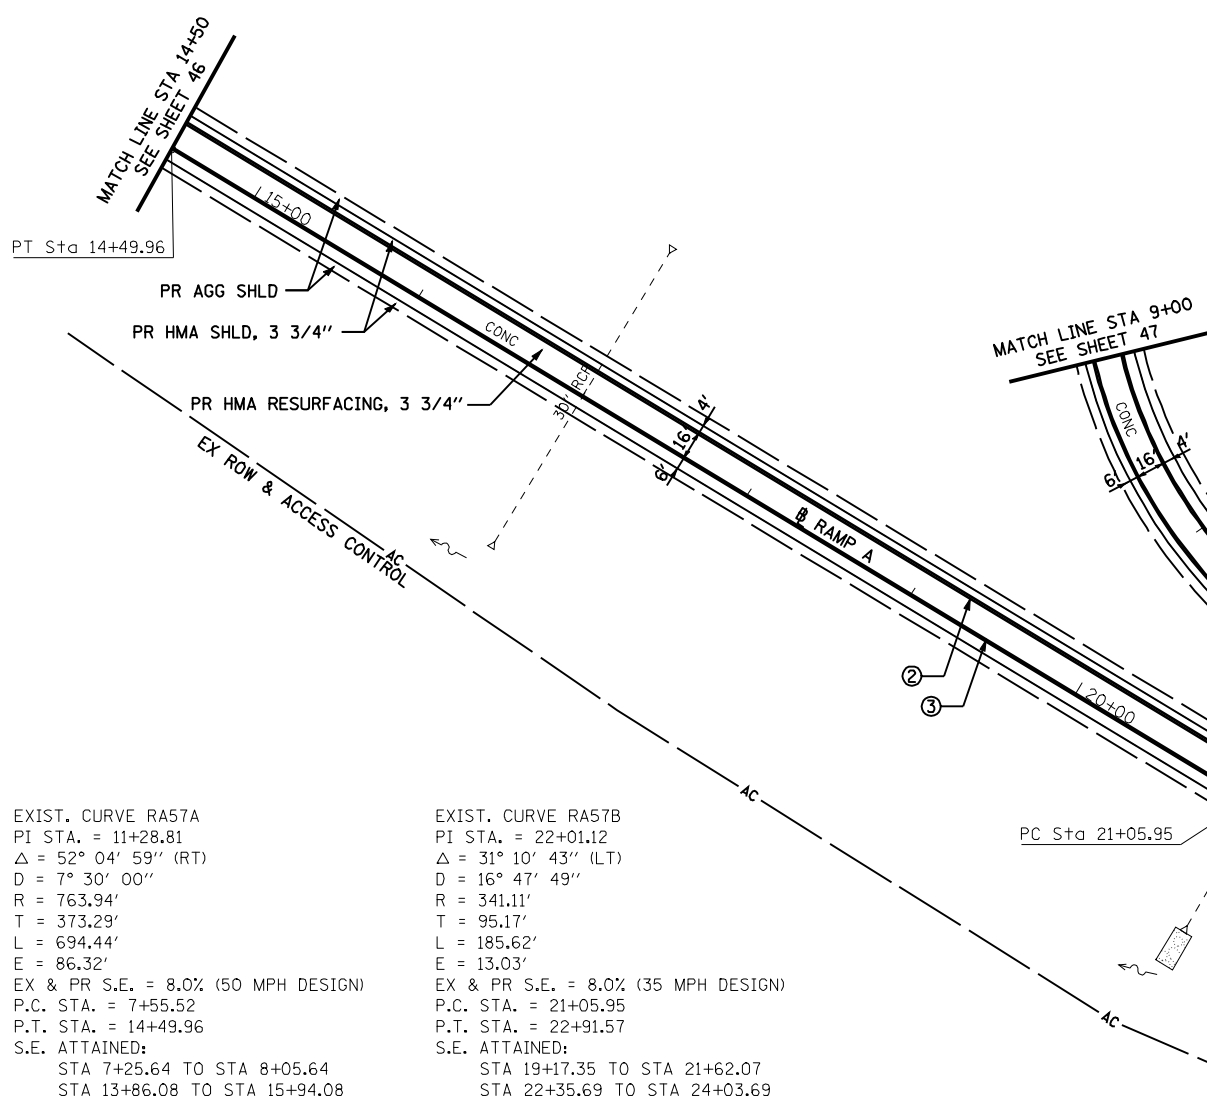 MATCH LINE STA 14+50
SEE SHEET 46
15+00
PT Sta 14+49.96
PR AGG SHLD
PR HMA SHLD, 3 3/4"
CONC
PR HMA RESURFACING, 3 3/4"
30" RCP
4'
16'
6'
EX ROW & ACCESS CONTROL
AC
RAMP A
MATCH LINE STA 9+00
SEE SHEET 47
CONC
6'
16'
4'
2
3
20+00
AC
PC Sta 21+05.95
AC
EXIST. CURVE RA57A
PI STA. = 11+28.81
Δ = 52° 04' 59" (RT)
D = 7° 30' 00"
R = 763.94'
T = 373.29'
L = 694.44'
E = 86.32'
EX & PR S.E. = 8.0% (50 MPH DESIGN)
P.C. STA. = 7+55.52
P.T. STA. = 14+49.96
S.E. ATTAINED:
STA 7+25.64 TO STA 8+05.64
STA 13+86.08 TO STA 15+94.08
EXIST. CURVE RA57B
PI STA. = 22+01.12
Δ = 31° 10' 43" (LT)
D = 16° 47' 49"
R = 341.11'
T = 95.17'
L = 185.62'
E = 13.03'
EX & PR S.E. = 8.0% (35 MPH DESIGN)
P.C. STA. = 21+05.95
P.T. STA. = 22+91.57
S.E. ATTAINED:
STA 19+17.35 TO STA 21+62.07
STA 22+35.69 TO STA 24+03.69